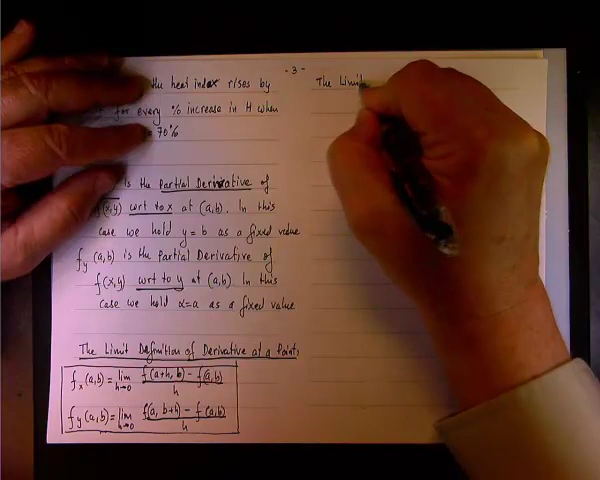 - 3 -
the heat index rises by
for every % increase in H when
= 70%
is the partial Derivative of
f(x,y) wrt to x at (a,b). In this
case we hold y = b as a fixed value
fy (a,b) is the Partial Derivative of
f(x,y) wrt to y at (a,b) In this
case we hold x=a as a fixed value
The Limit Definition of Derivative at a Point,
fx (a,b) = lim h→0 f(a+h, b) - f(a,b) / h
fy (a,b) = lim h→0 f(a, b+h) - f(a,b) / h
The Limit